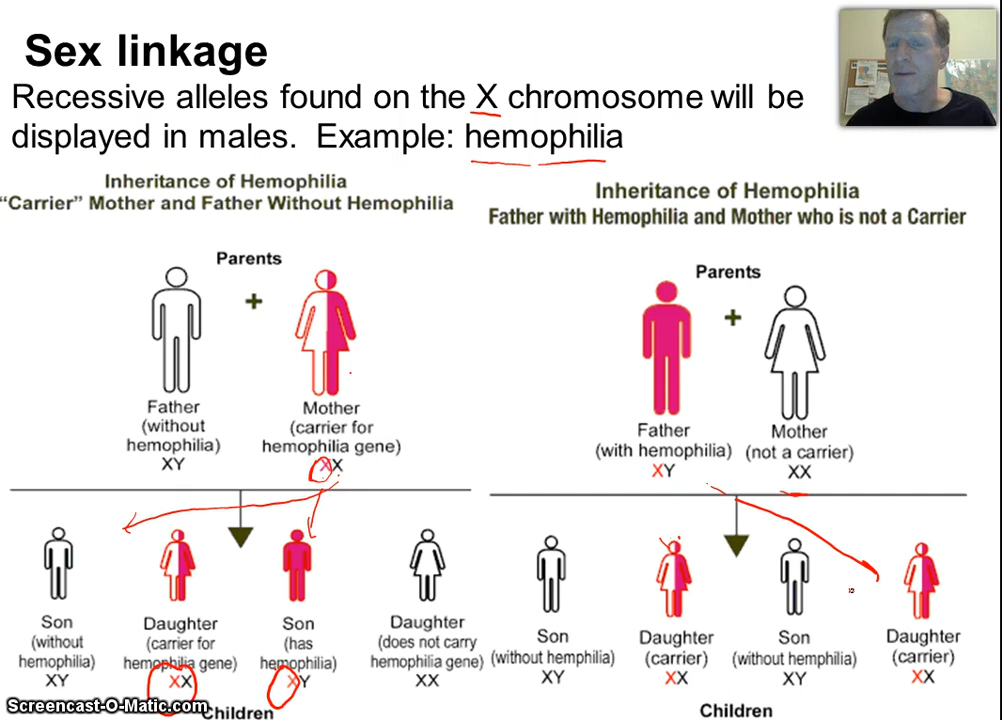 Sex linkage
Recessive alleles found on the X chromosome will be
displayed in males.  Example: hemophilia
Inheritance of Hemophilia
“Carrier” Mother and Father Without Hemophilia
Parents
+
Father
(without
hemophilia)
XY
Mother
(carrier for
hemophilia gene)
XX
Son
(without
hemophilia)
XY
Daughter
(carrier for
hemophilia gene)
XX
Son
(has
hemophilia)
XY
Daughter
(does not carry
hemophilia gene)
XX
Children
Inheritance of Hemophilia
Father with Hemophilia and Mother who is not a Carrier
Parents
+
Father
(with hemophilia)
XY
Mother
(not a carrier)
XX
Son
(without hemphilia)
XY
Daughter
(carrier)
XX
Son
(without hemphilia)
XY
Daughter
(carrier)
XX
Children
Screencast-O-Matic.com